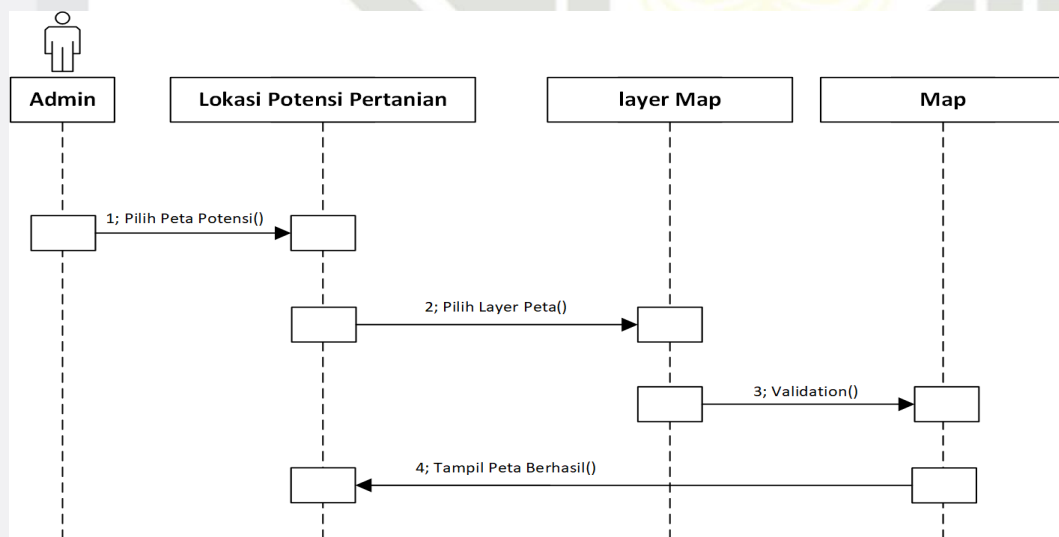 Admin
Lokasi Potensi Pertanian
layer Map
Map
1; Pilih Peta Potensi()
2; Pilih Layer Peta()
3; Validation()
4; Tampil Peta Berhasil()